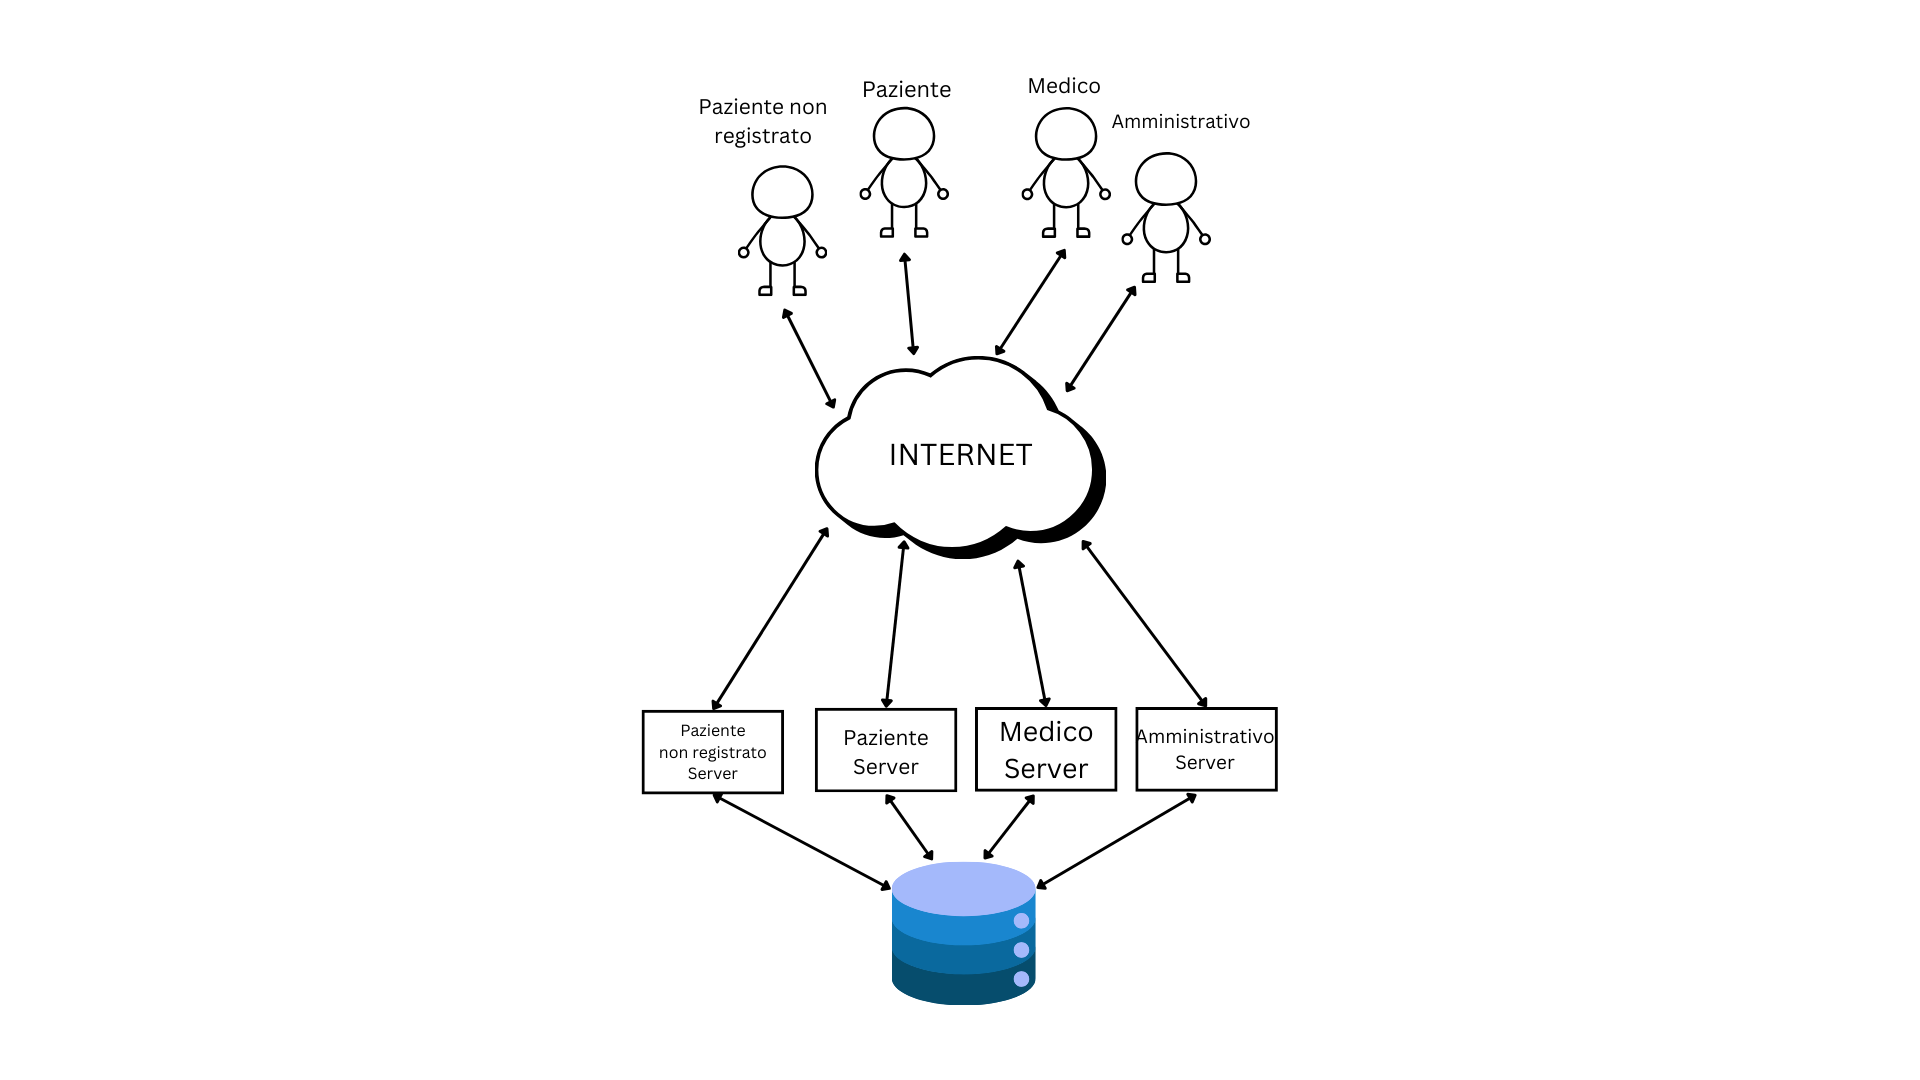 Paziente non
registrato
Paziente
Medico
Amministrativo
INTERNET
Paziente
non registrato
Server
Paziente
Server
Medico
Server
Amministrativo
Server